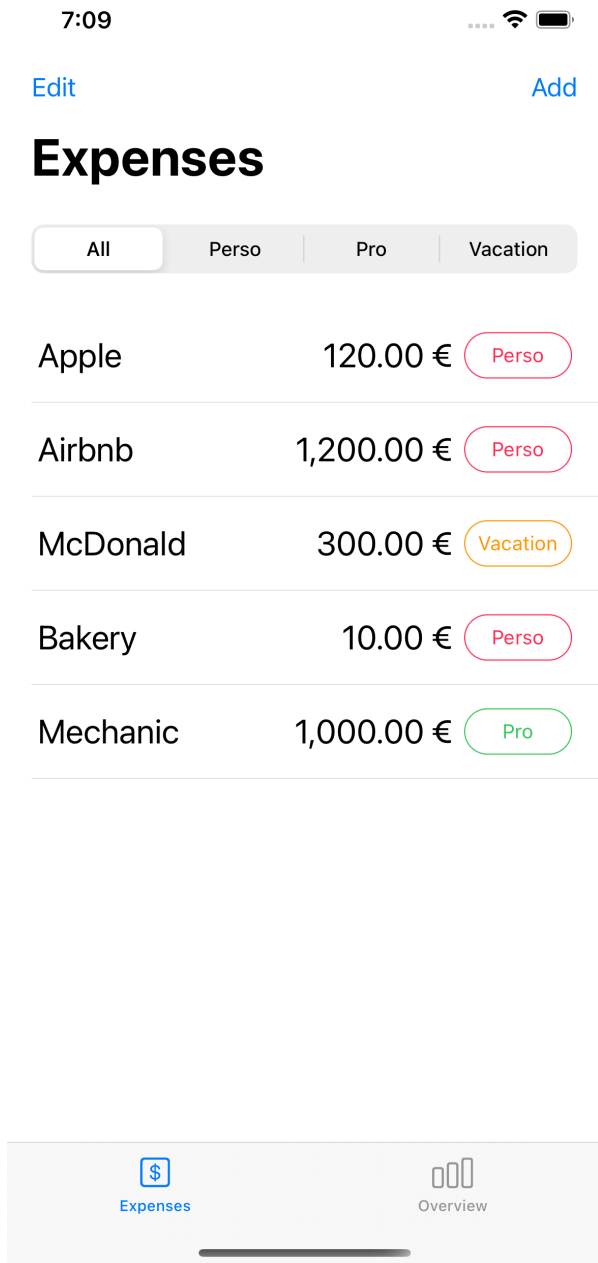 7:09
Edit Add
Expenses
All Perso Pro Vacation
Apple 120.00 € Perso
Airbnb 1,200.00 € Perso
McDonald 300.00 € Vacation
Bakery 10.00 € Perso
Mechanic 1,000.00 € Pro
$
Expenses Overview